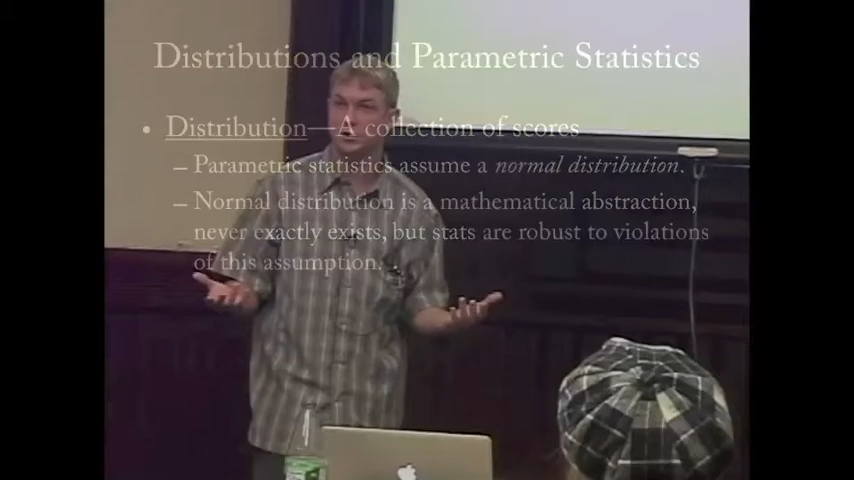 Distributions and Parametric Statistics
• Distribution—A collection of scores
– Parametric statistics assume a normal distribution.
– Normal distribution is a mathematical abstraction,
never exactly exists, but stats are robust to violations
of this assumption.